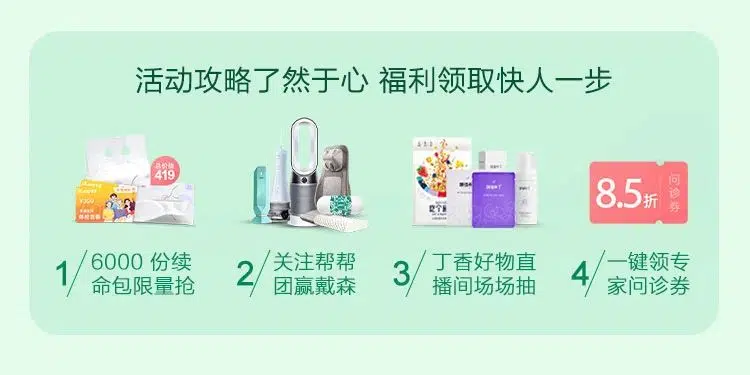 活动攻略了然于心 福利领取快人一步
总价值
419
8.5折
问诊券
1/ 6000 份续
命包限量抢
2/ 关注帮帮
团赢戴森
3/ 丁香好物直
播间场场抽
4/ 一键领专
家问诊券